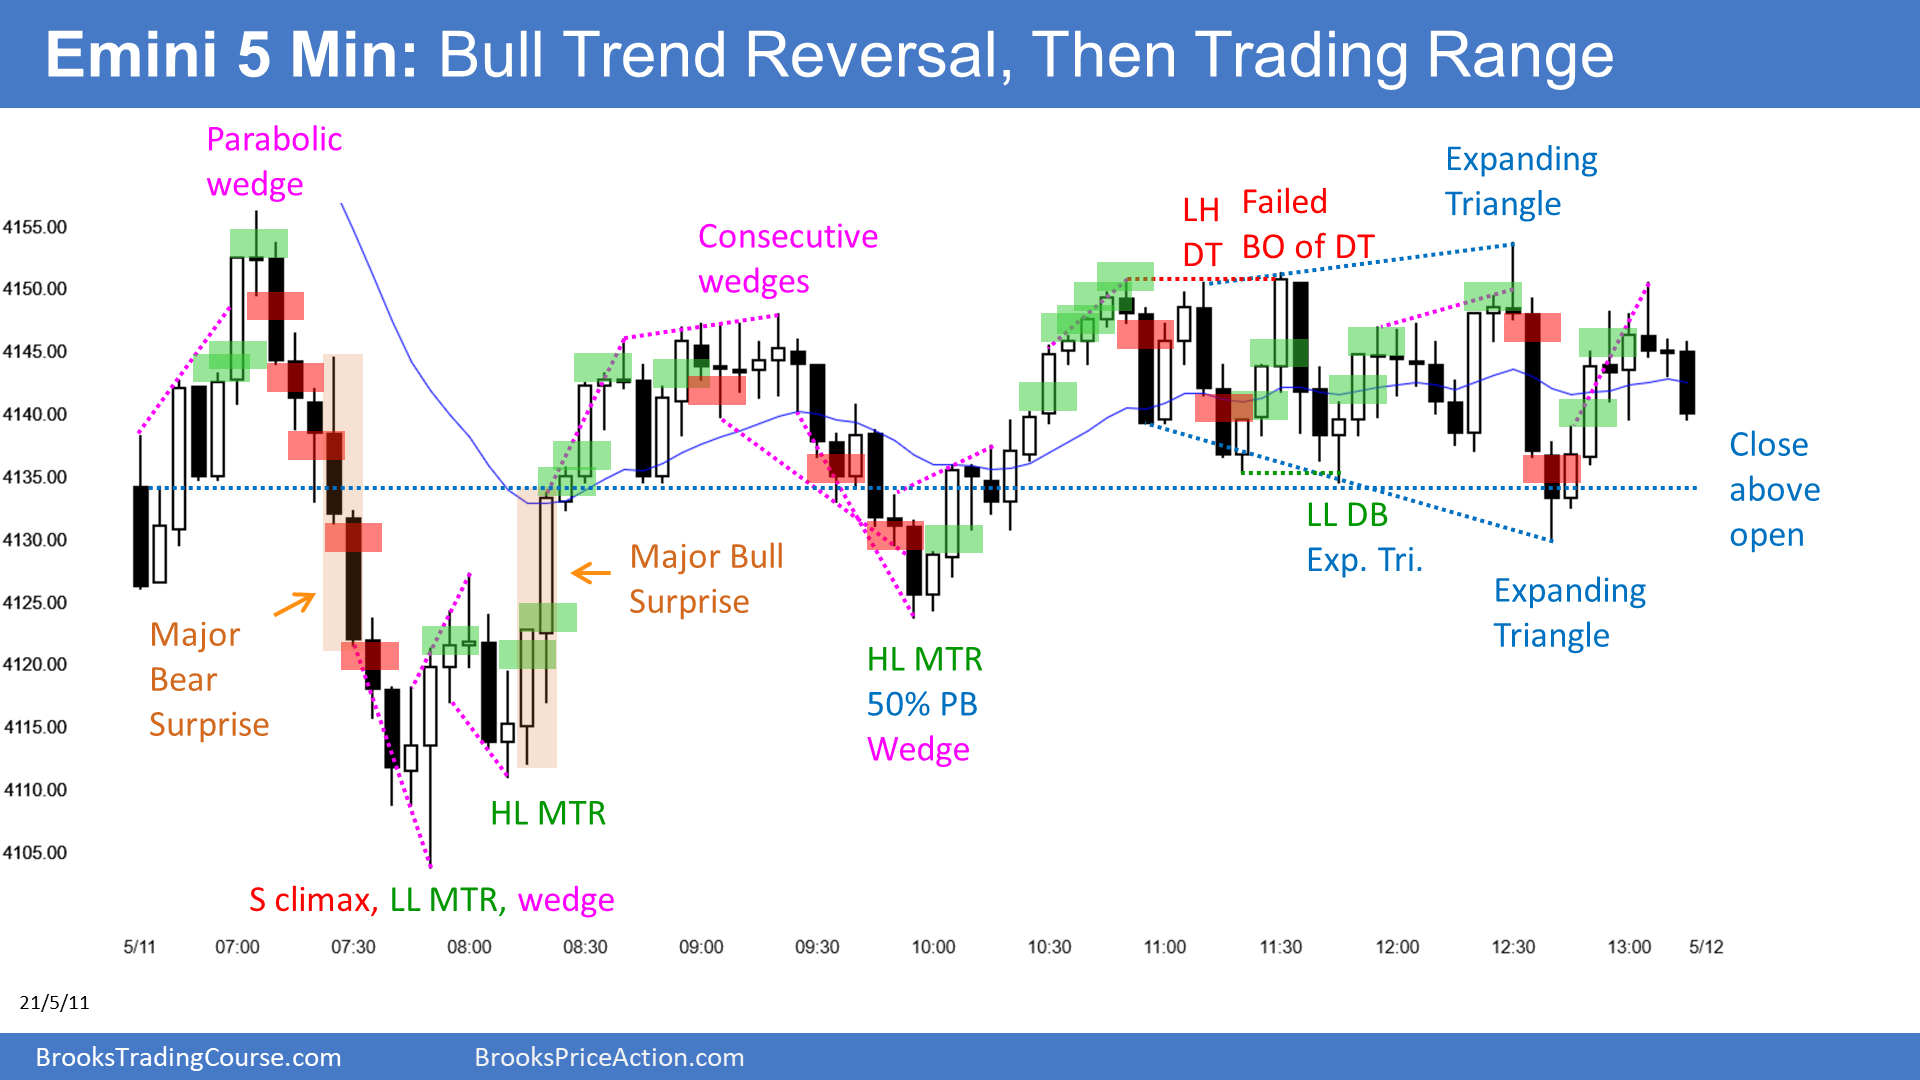 Emini 5 Min: Bull Trend Reversal, Then Trading Range
Parabolic
wedge
Consecutive
wedges
LH
DT
Failed
BO of DT
Expanding
Triangle
4155.00
4150.00
4145.00
4140.00
4135.00
4130.00
4125.00
4120.00
4115.00
4110.00
4105.00
Close
above
open
LL DB
Exp. Tri.
Major Bull
Surprise
Expanding
Triangle
Major
Bear
Surprise
HL MTR
50% PB
Wedge
HL MTR
S climax, LL MTR, wedge
5/11 07:00 07:30 08:00 08:30 09:00 09:30 10:00 10:30 11:00 11:30 12:00 12:30 13:00 5/12
21/5/11
BrooksTradingCourse.com BrooksPriceAction.com